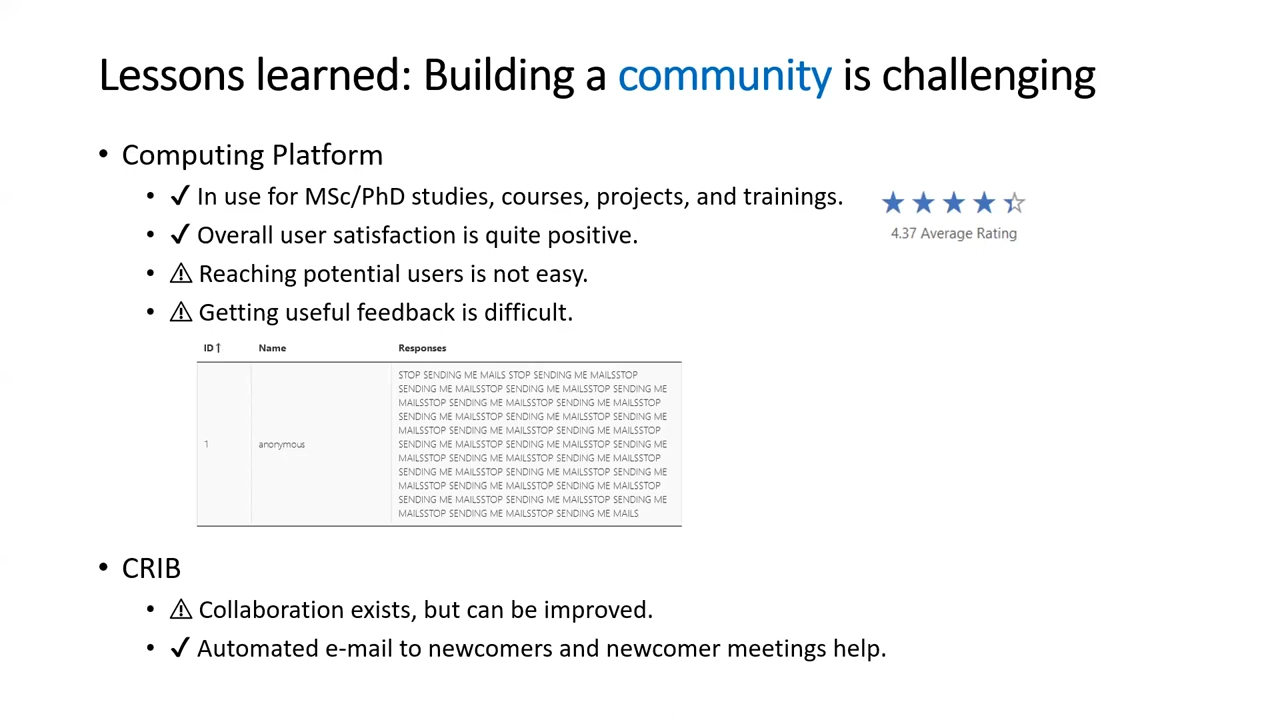 Lessons learned: Building a community is challenging
• Computing Platform
• ✔ In use for MSc/PhD studies, courses, projects, and trainings.
4.37 Average Rating
• ✔ Overall user satisfaction is quite positive.
• ⚠ Reaching potential users is not easy.
• ⚠ Getting useful feedback is difficult.
ID↑ Name Responses
1 anonymous
STOP SENDING ME MAILS STOP SENDING ME MAILSSTOP
SENDING ME MAILSSTOP SENDING ME MAILSSTOP SENDING ME
MAILSSTOP SENDING ME MAILSSTOP SENDING ME MAILSSTOP
SENDING ME MAILSSTOP SENDING ME MAILSSTOP SENDING ME
MAILSSTOP SENDING ME MAILSSTOP SENDING ME MAILSSTOP
SENDING ME MAILSSTOP SENDING ME MAILSSTOP SENDING ME
MAILSSTOP SENDING ME MAILSSTOP SENDING ME MAILSSTOP
SENDING ME MAILSSTOP SENDING ME MAILSSTOP SENDING ME
MAILSSTOP SENDING ME MAILSSTOP SENDING ME MAILSSTOP
SENDING ME MAILSSTOP SENDING ME MAILSSTOP SENDING ME
MAILSSTOP SENDING ME MAILSSTOP SENDING ME MAILS
• CRIB
• ⚠ Collaboration exists, but can be improved.
• ✔ Automated e-mail to newcomers and newcomer meetings help.